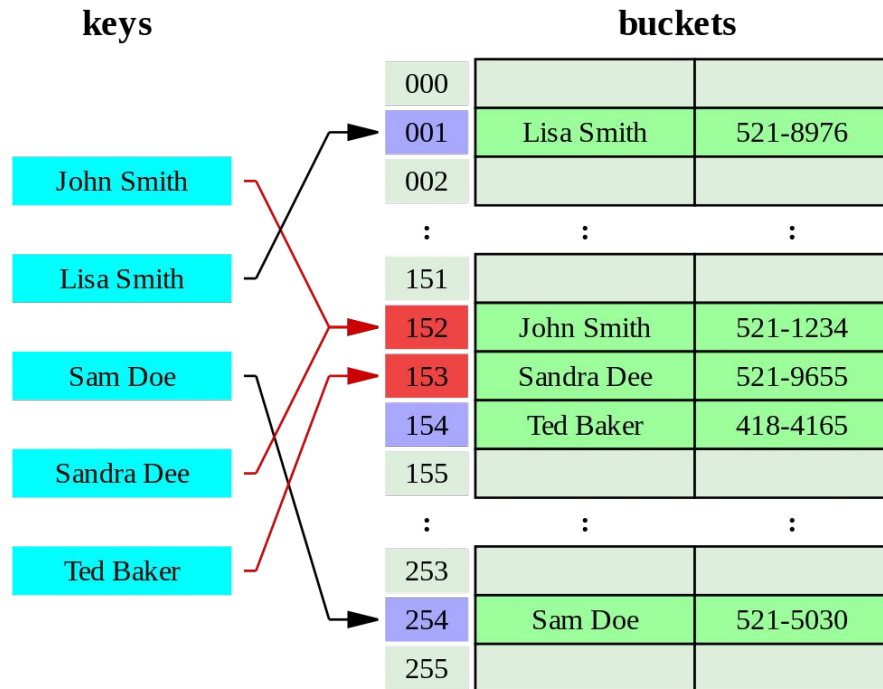 keys
buckets
John Smith
Lisa Smith
Sam Doe
Sandra Dee
Ted Baker
000
001 Lisa Smith 521-8976
002
: : :
151
152 John Smith 521-1234
153 Sandra Dee 521-9655
154 Ted Baker 418-4165
155
: : :
253
254 Sam Doe 521-5030
255